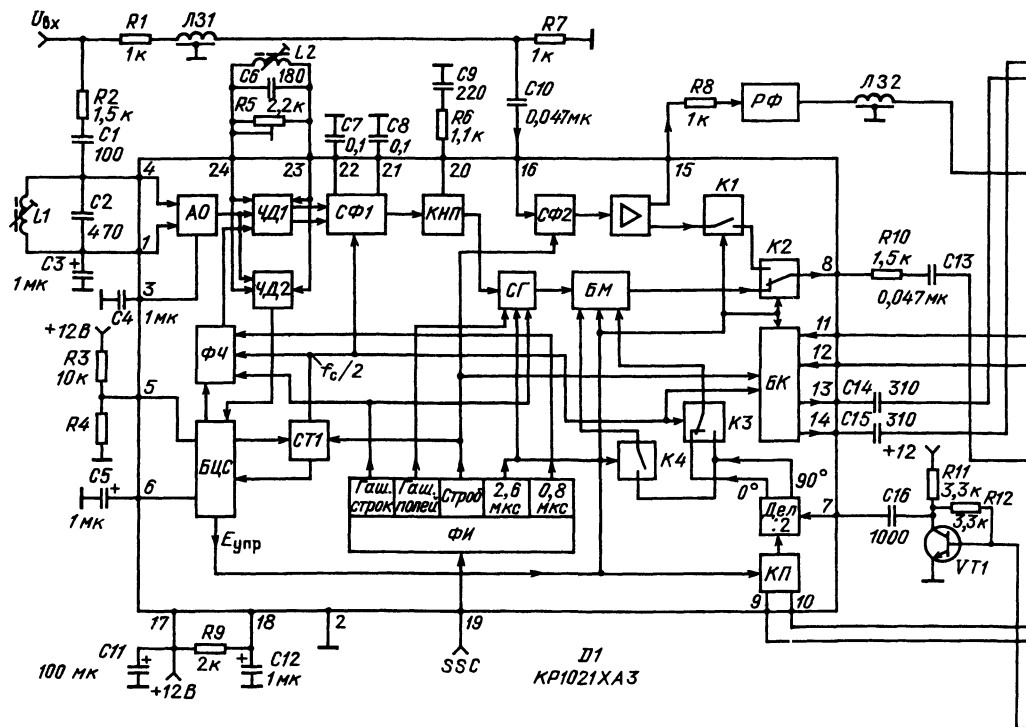 Uвх
R1
1к
ЛЗ1
R7
1к
R2
1,5к
C1
100
L1
C2
470
C3 +
1мк
C4
1мк
+12В
R3
10к
R4
C5 +
1мк
L2
C6
180
R5
2,2к
C7
0,1
C8
0,1
C9
220
R6
1,1к
C10
0,047мк
R8
1к
РФ
ЛЗ2
4
24
23
22
21
20
16
15
1
3
5
6
АО
ЧД1
СФ1
КНП
СФ2
К1
К2
8
R10
1,5к
C13
0,047мк
ЧД2
СГ
БМ
ФЧ
fс/2
БК
11
12
13
C14
310
14
C15
310
К3
К4
БЦС
СТ1
Гаш. строк
Гаш. полей
Строб
2,6 мкс
0,8 мкс
ФИ
0°
90°
Дел :2
7
C16
1000
+12
R11
3,3к
R12
3,3к
VT1
Eупр
КП
9
10
17
18
2
19
C11
+
100 мк
R9
2к
+
C12
1мк
+12В
SSC
D1
КР1021ХА3